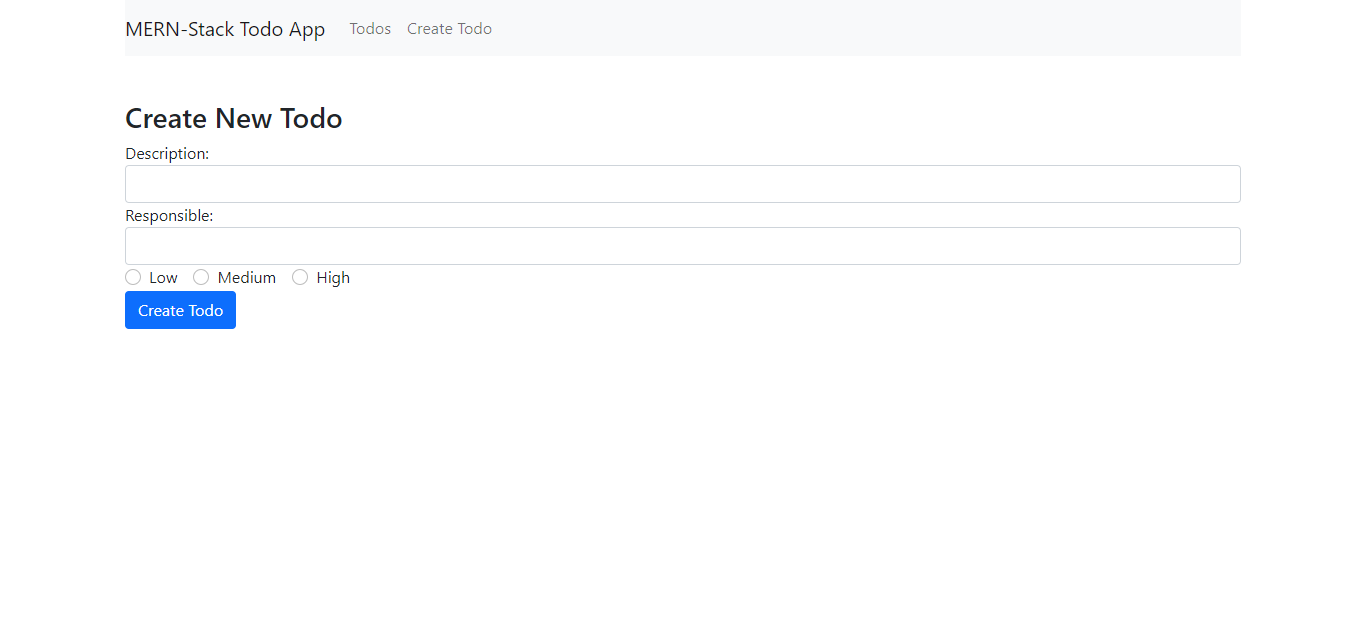 MERN-Stack Todo App Todos Create Todo
Create New Todo
Description:
Responsible:
Low Medium High
Create Todo